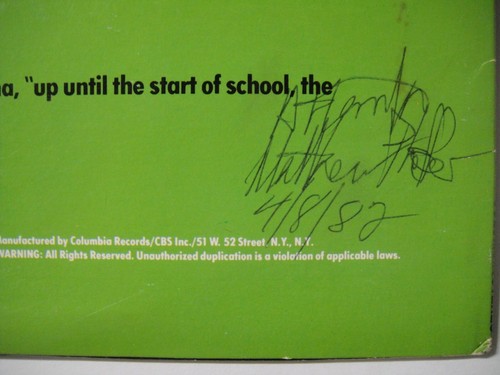 a, "up until the start of school, the
Matthew
4/8/82
Manufactured by Columbia Records/CBS Inc./51 W. 52 Street, N.Y., N.Y.
WARNING: All Rights Reserved. Unauthorized duplication is a violation of applicable laws.